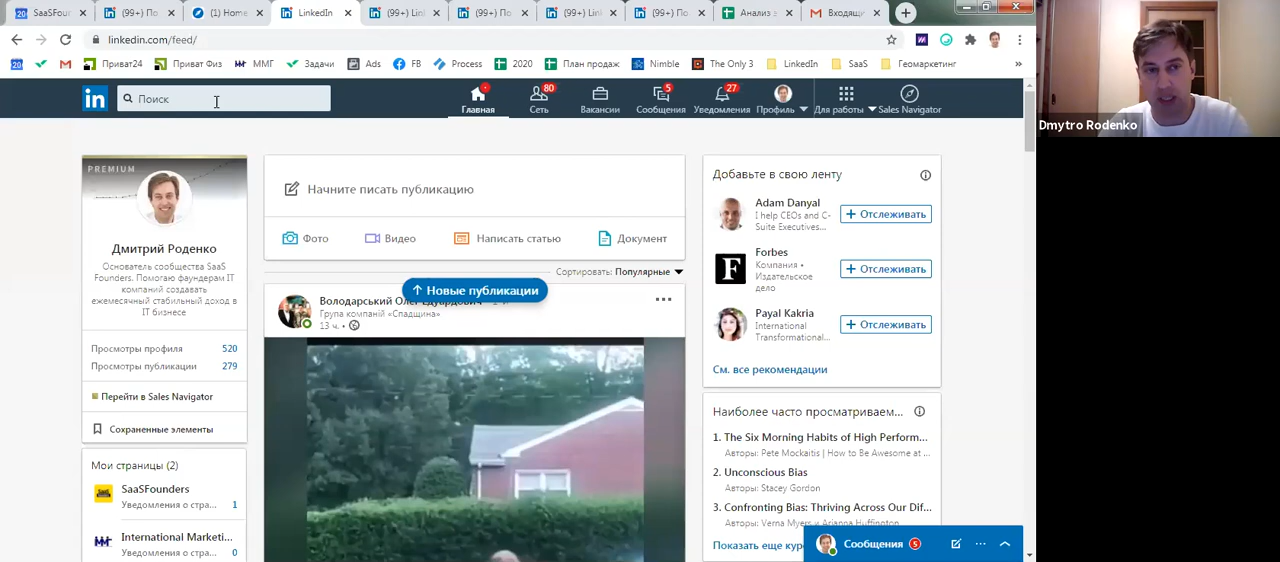 SaaSFound
(99+) По
(1) Home
LinkedIn
(99+) Lin
(99+) По
(99+) Lin
(99+) По
Анализ э
Входящи
linkedin.com/feed/
Приват24
Приват Физ
ММГ
Задачи
Ads
FB
Process
2020
План продаж
Nimble
The Only 3
LinkedIn
SaaS
Геомаркетинг
»
in
Поиск
Главная
80
Сеть
Вакансии
5
Сообщения
27
Уведомления
Профиль
Для работы
Sales Navigator
Dmytro Rodenko
PREMIUM
Дмитрий Роденко
Основатель сообщества SaaS
Founders. Помогаю фаундерам IT
компаний создавать
ежемесячный стабильный доход в
IT бизнесе
Просмотры профиля 520
Просмотры публикации 279
Перейти в Sales Navigator
Сохраненные элементы
Мои страницы (2)
SaaSFounders
Уведомления о стра... 1
International Marketi...
Уведомления о стра... 0
Начните писать публикацию
Фото
Видео
Написать статью
Документ
Сортировать: Популярные
Новые публикации
Володарський Олег Едуардович
Група компаній «Спадщина»
13 ч. •
Добавьте в свою ленту
Adam Danyal
I help CEOs and C-
Suite Executives...
+ Отслеживать
Forbes
Компания •
Издательское
дело
+ Отслеживать
Payal Kakria
International
Transformational...
+ Отслеживать
См. все рекомендации
Наиболее часто просматриваем...
1. The Six Morning Habits of High Perform...
Авторы: Pete Mockaitis | How to Be Awesome at ...
2. Unconscious Bias
Авторы: Stacey Gordon
3. Confronting Bias: Thriving Across Our Dif...
Авторы: Verna Myers и Arianna Huffington
Показать еще кур
Сообщения 5